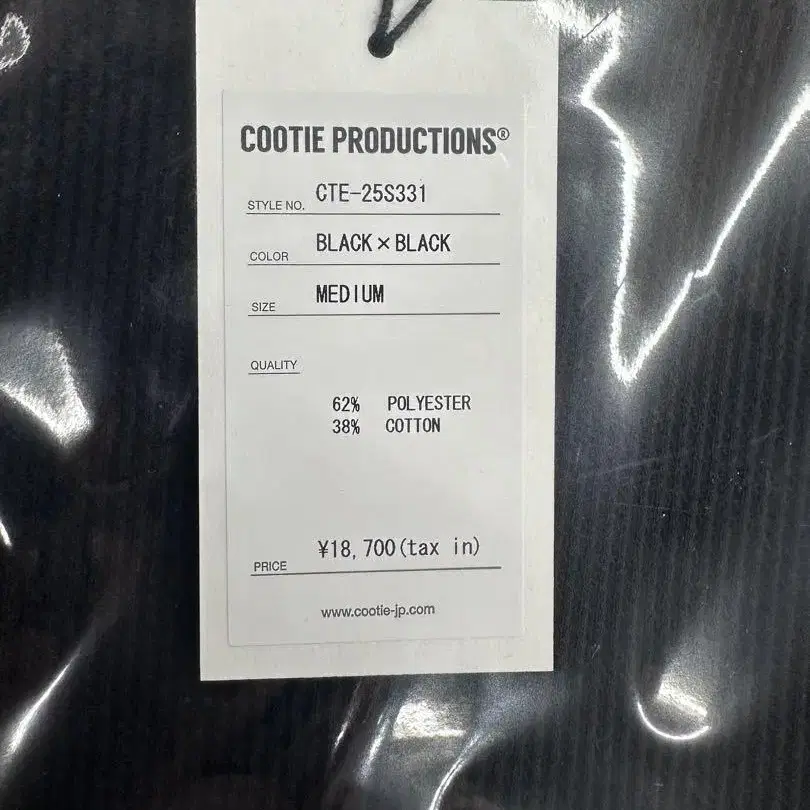 COOTIE PRODUCTIONS®
STYLE NO. CTE-25S331
COLOR BLACK×BLACK
SIZE MEDIUM
QUALITY
62% POLYESTER
38% COTTON
PRICE ¥18,700(tax in)
www.cootie-jp.com